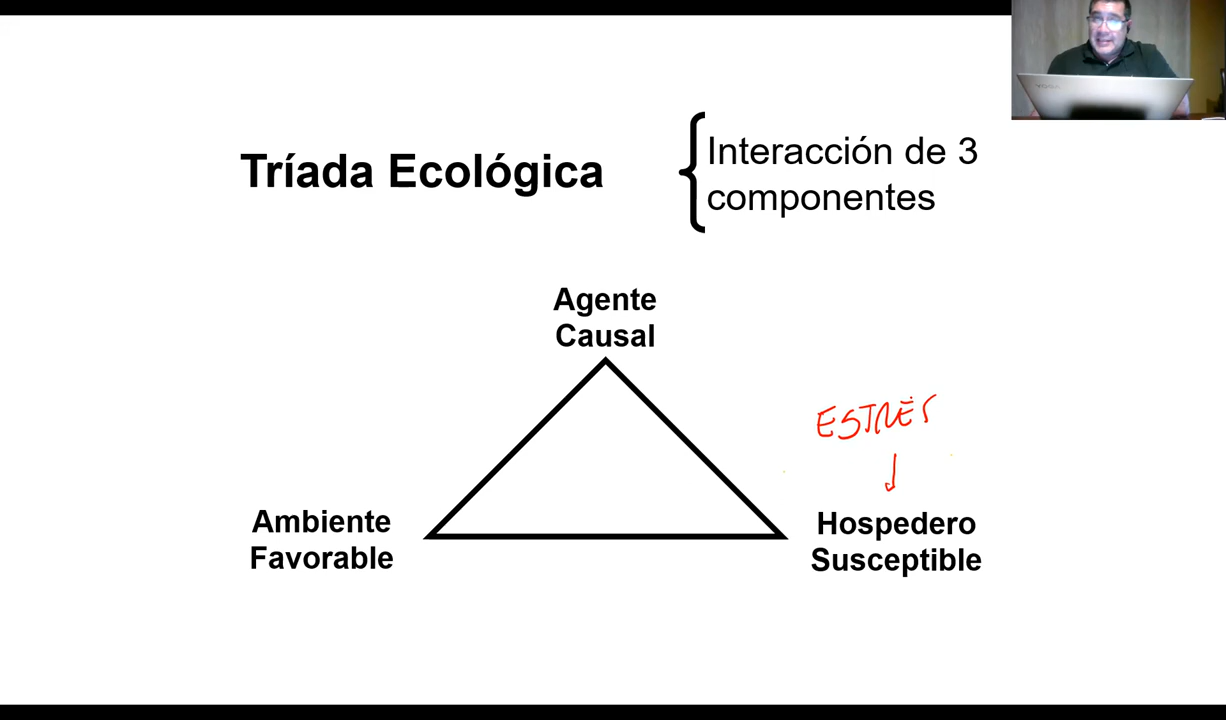 Tríada Ecológica
Interacción de 3
componentes
Agente
Causal
ESTRÉS
Ambiente
Favorable
Hospedero
Susceptible